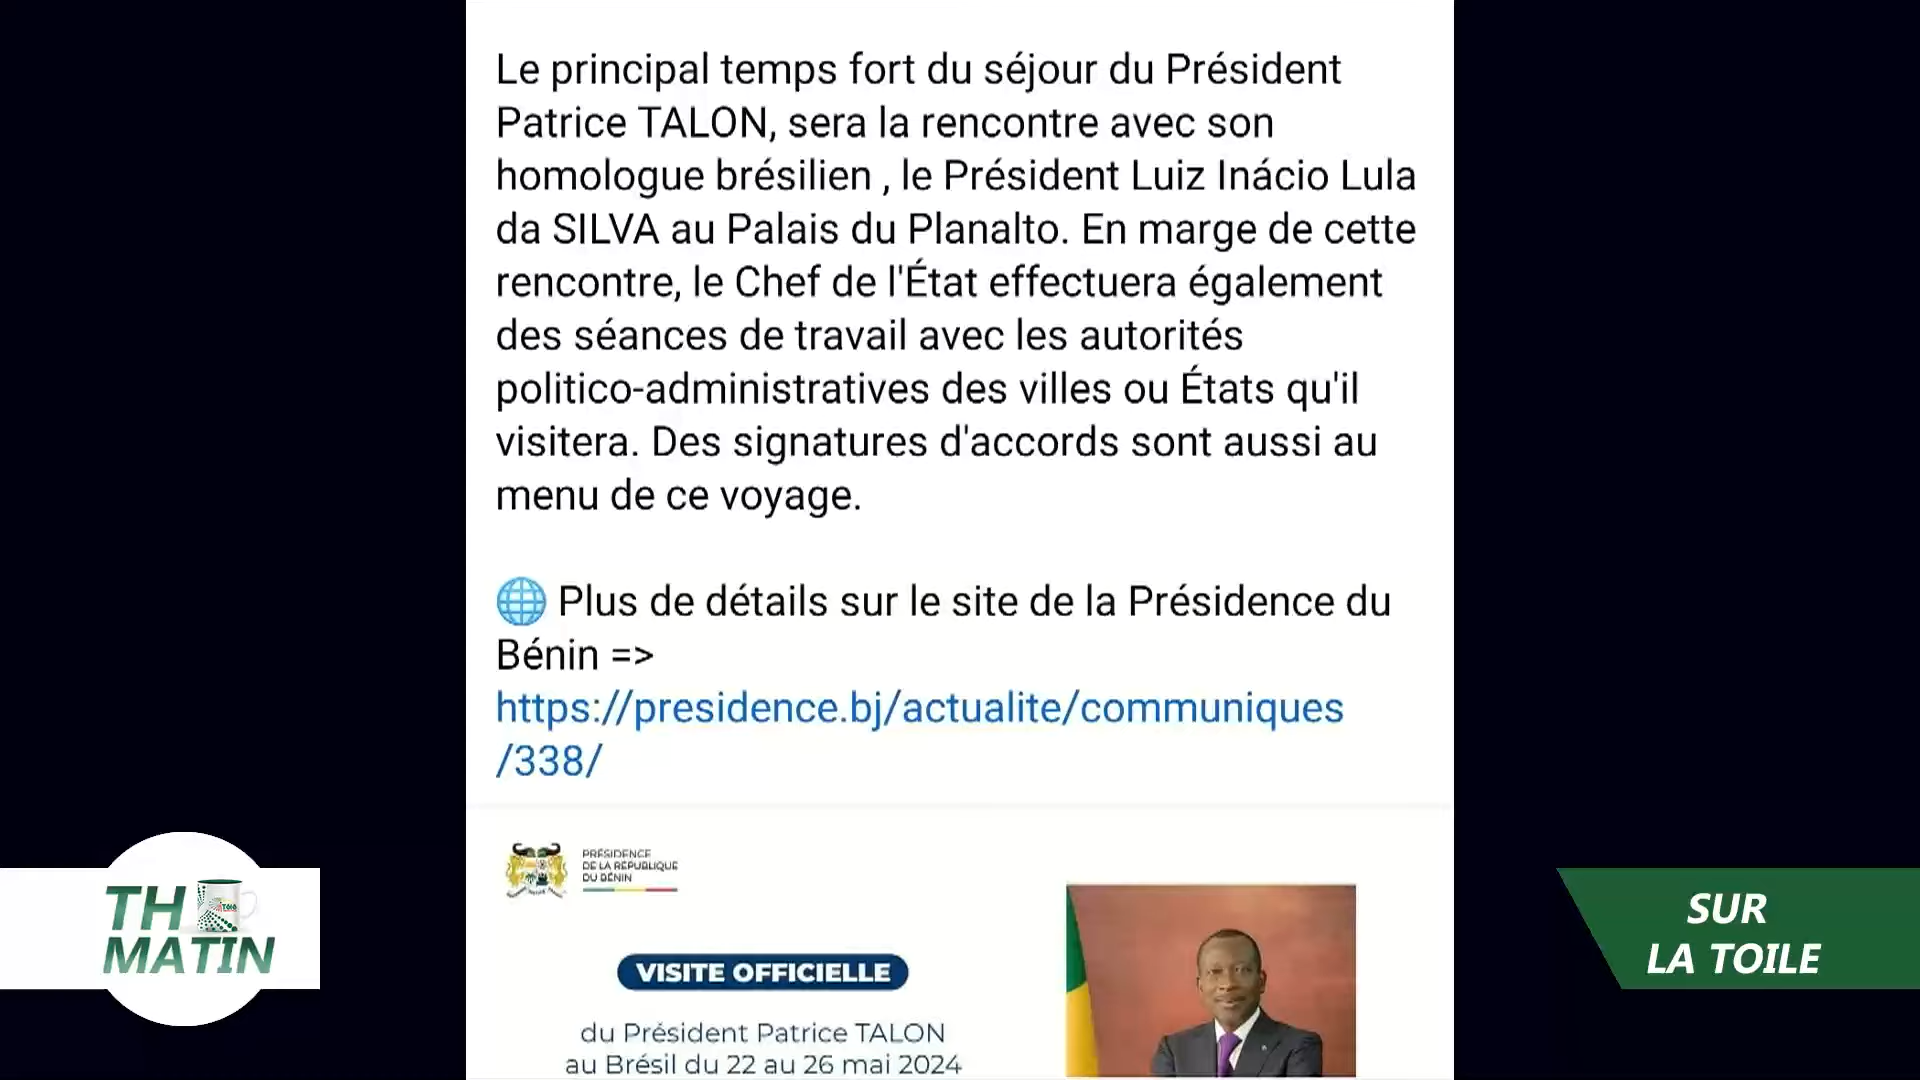 Le principal temps fort du séjour du Président
Patrice TALON, sera la rencontre avec son
homologue brésilien , le Président Luiz Inácio Lula
da SILVA au Palais du Planalto. En marge de cette
rencontre, le Chef de l'État effectuera également
des séances de travail avec les autorités
politico-administratives des villes ou États qu'il
visitera. Des signatures d'accords sont aussi au
menu de ce voyage.
Plus de détails sur le site de la Présidence du
Bénin =>
https://presidence.bj/actualite/communiques
/338/
PRÉSIDENCE
DE LA RÉPUBLIQUE
DU BÉNIN
VISITE OFFICIELLE
du Président Patrice TALON
au Brésil du 22 au 26 mai 2024
TH
MATIN
SUR
LA TOILE